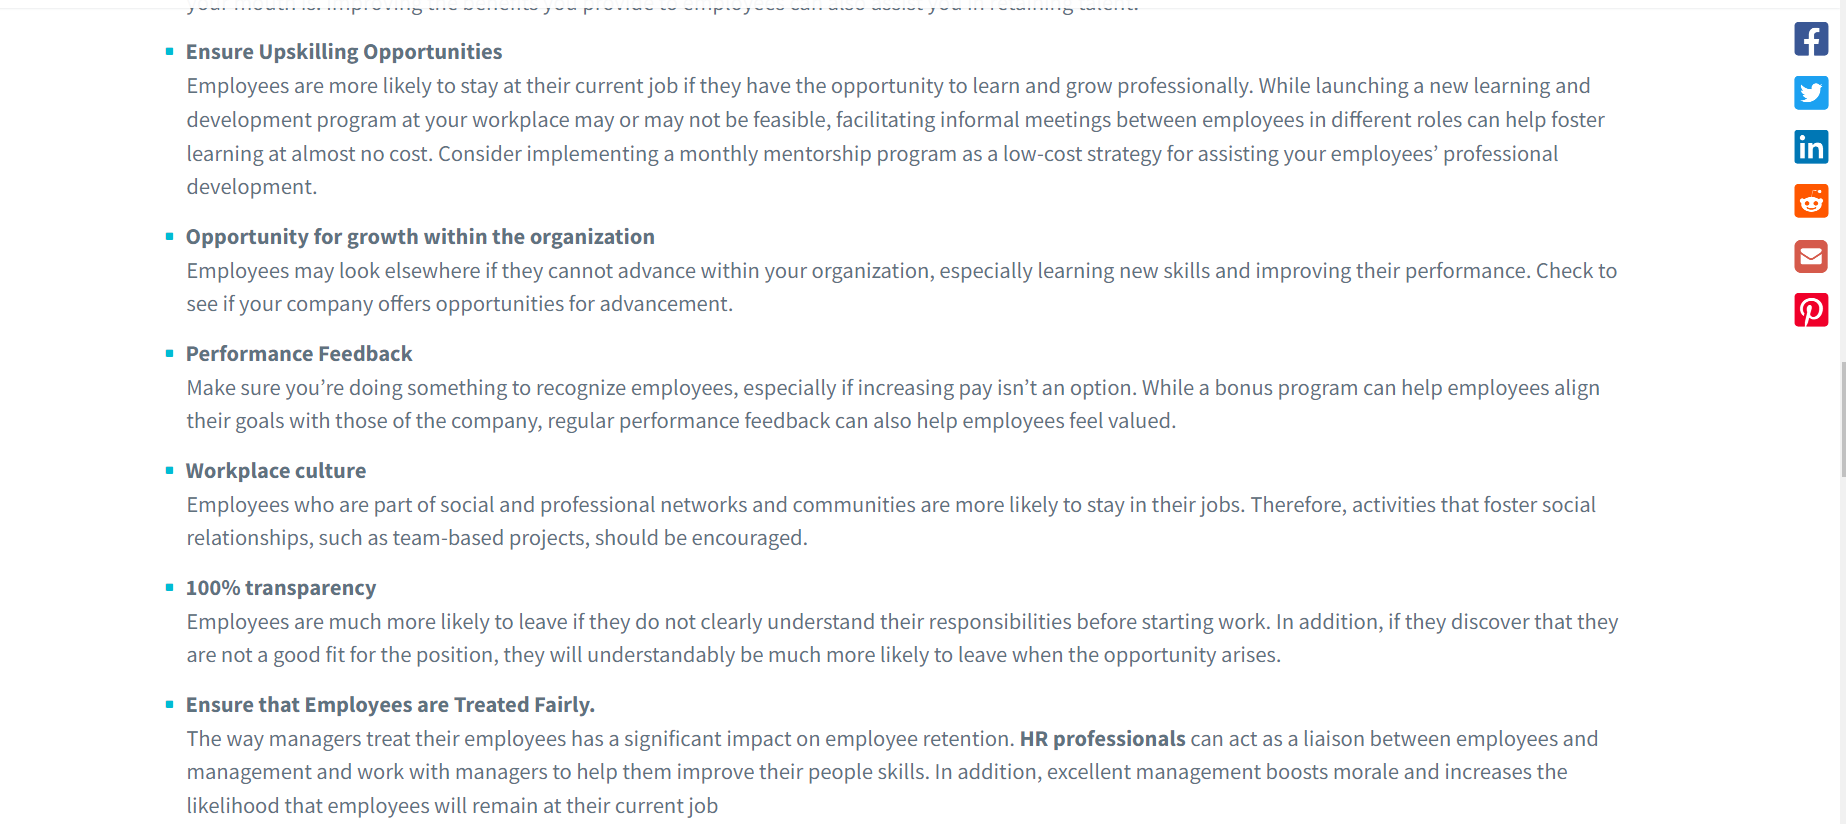 your mouth is. Improving the benefits you provide to employees can also assist you in retaining talent.
Ensure Upskilling Opportunities
Employees are more likely to stay at their current job if they have the opportunity to learn and grow professionally. While launching a new learning and
development program at your workplace may or may not be feasible, facilitating informal meetings between employees in different roles can help foster
learning at almost no cost. Consider implementing a monthly mentorship program as a low-cost strategy for assisting your employees’ professional
development.
Opportunity for growth within the organization
Employees may look elsewhere if they cannot advance within your organization, especially learning new skills and improving their performance. Check to
see if your company offers opportunities for advancement.
Performance Feedback
Make sure you’re doing something to recognize employees, especially if increasing pay isn’t an option. While a bonus program can help employees align
their goals with those of the company, regular performance feedback can also help employees feel valued.
Workplace culture
Employees who are part of social and professional networks and communities are more likely to stay in their jobs. Therefore, activities that foster social
relationships, such as team-based projects, should be encouraged.
100% transparency
Employees are much more likely to leave if they do not clearly understand their responsibilities before starting work. In addition, if they discover that they
are not a good fit for the position, they will understandably be much more likely to leave when the opportunity arises.
Ensure that Employees are Treated Fairly.
The way managers treat their employees has a significant impact on employee retention. HR professionals can act as a liaison between employees and
management and work with managers to help them improve their people skills. In addition, excellent management boosts morale and increases the
likelihood that employees will remain at their current job